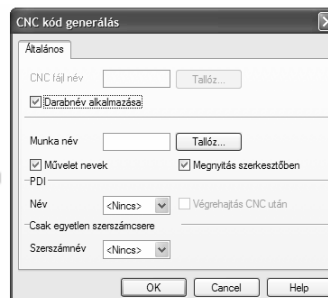 CNC kód generálás
Általános
CNC fájl név Tallóz...
Darabnév alkalmazása
Munka név Tallóz...
Művelet nevek Megnyitás szerkesztőben
PDI
Név <Nincs> Végrehajtás CNC után
Csak egyetlen szerszámcsere
Szerszámnév <Nincs>
OK Cancel Help